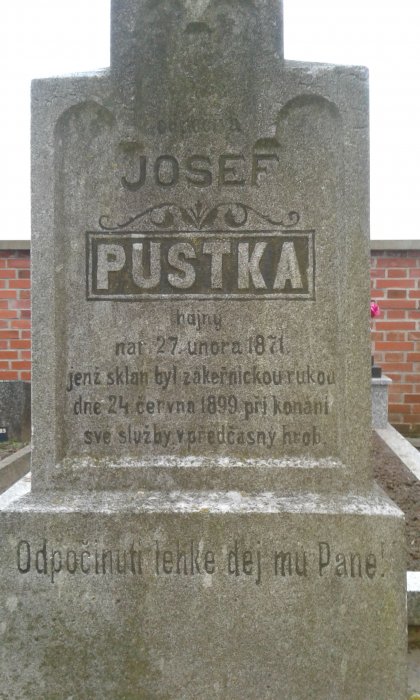 JOSEF
PUSTKA
hajný
nar. 27. února 1871.
jenž sklán byl zákeřnickou rukou
dne 24 června 1899 při konání
své služby, v předčasný hrob.
Odpočinutí lehké dej mu Pane!